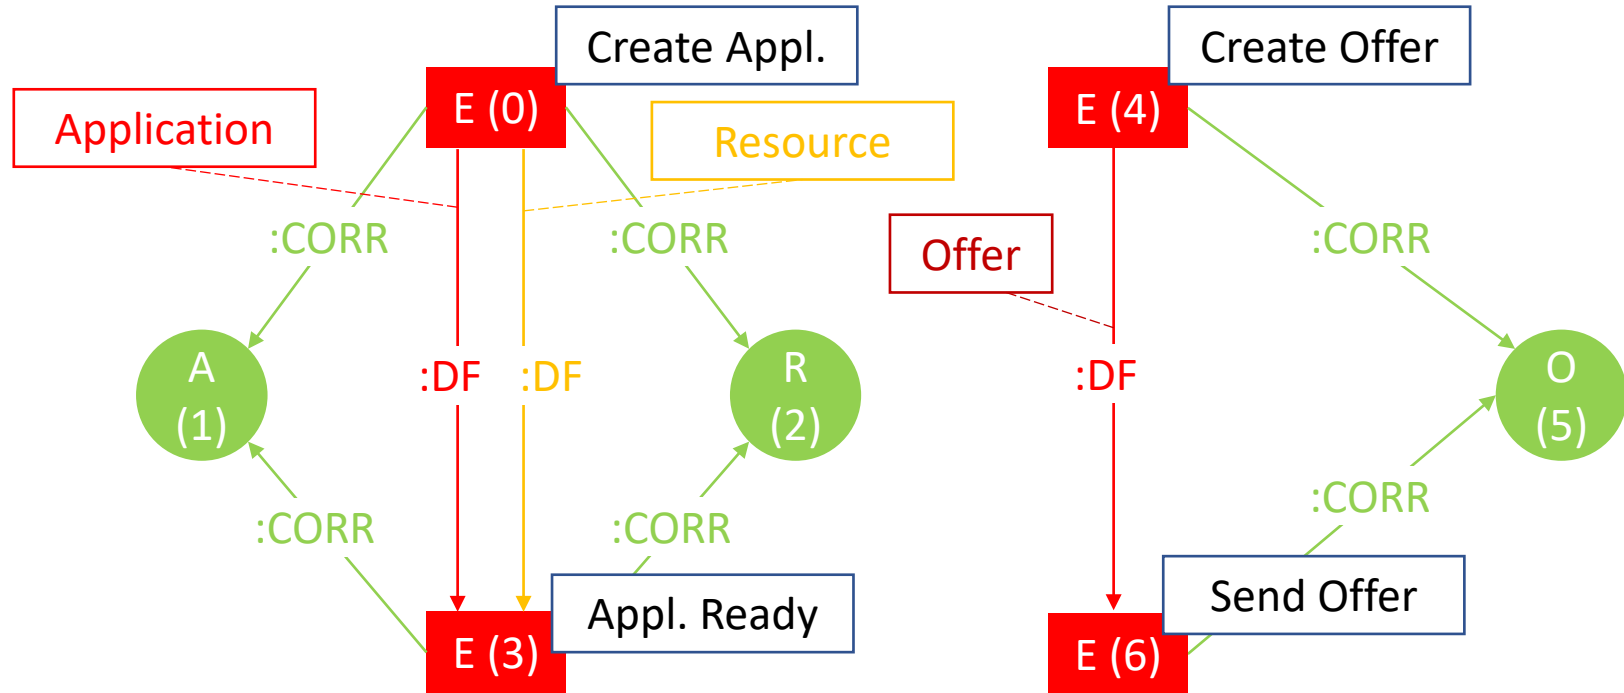 Create Appl.
Create Offer
E (0)
E (4)
Application
Resource
:CORR
:CORR
Offer
:CORR
A
(1)
:DF
:DF
R
(2)
:DF
O
(5)
:CORR
:CORR
:CORR
Appl. Ready
Send Offer
E (3)
E (6)